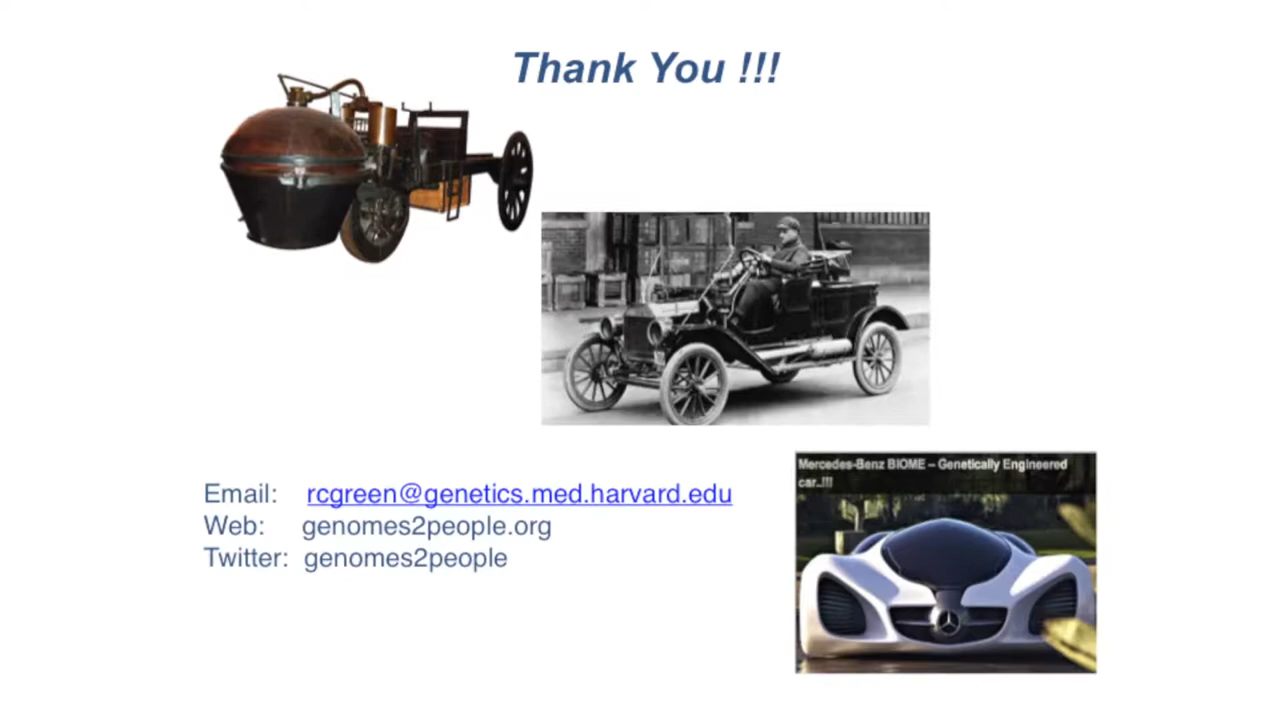 Thank You !!!
Mercedes-Benz BIOME – Genetically Engineered
car..!!!
Email: rcgreen@genetics.med.harvard.edu
Web: genomes2people.org
Twitter: genomes2people